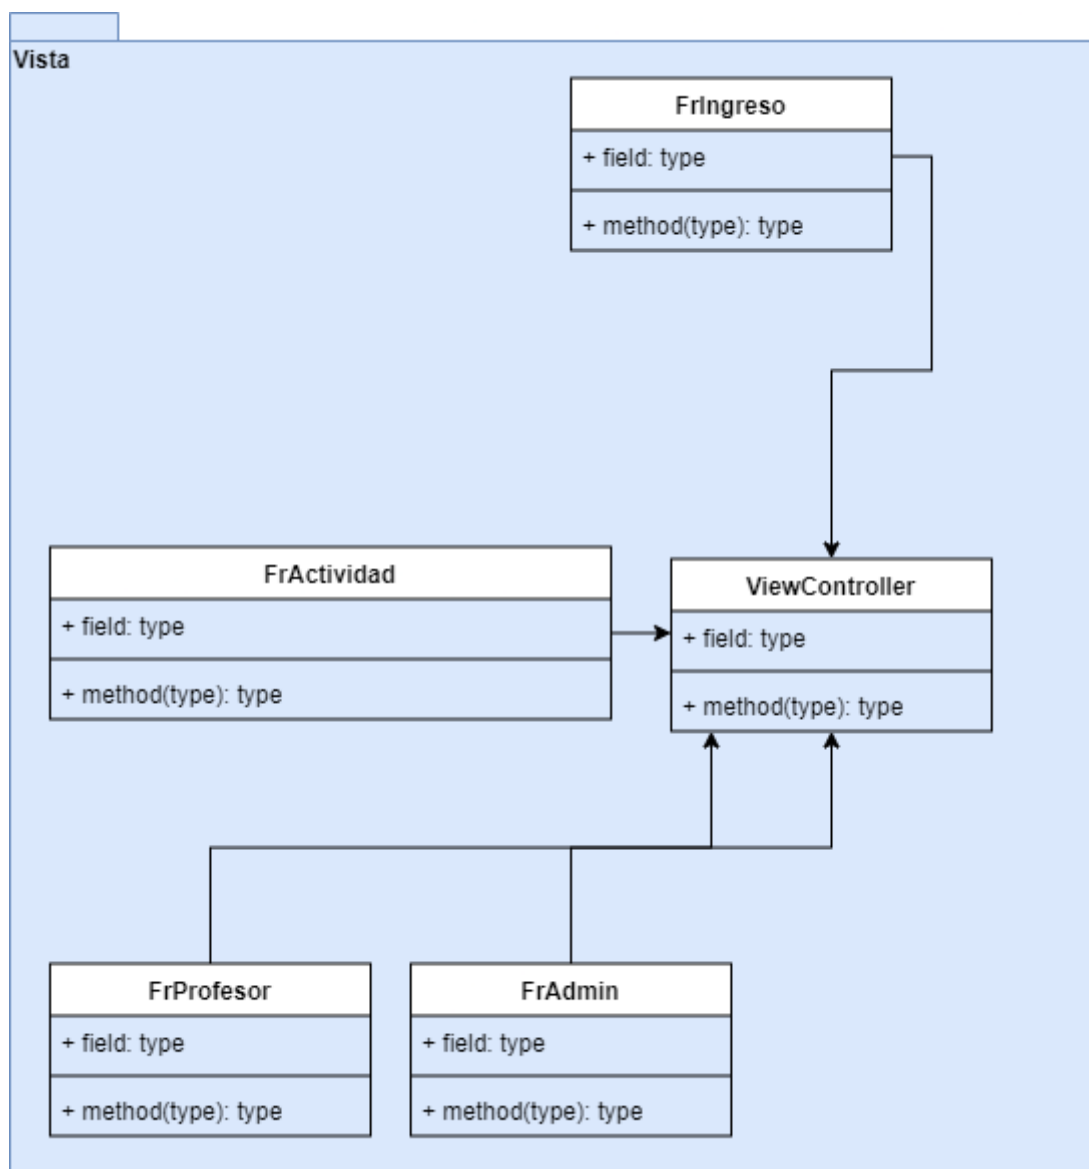 Vista
FrIngreso
+ field: type
+ method(type): type
FrActividad
+ field: type
+ method(type): type
ViewController
+ field: type
+ method(type): type
FrProfesor
+ field: type
+ method(type): type
FrAdmin
+ field: type
+ method(type): type